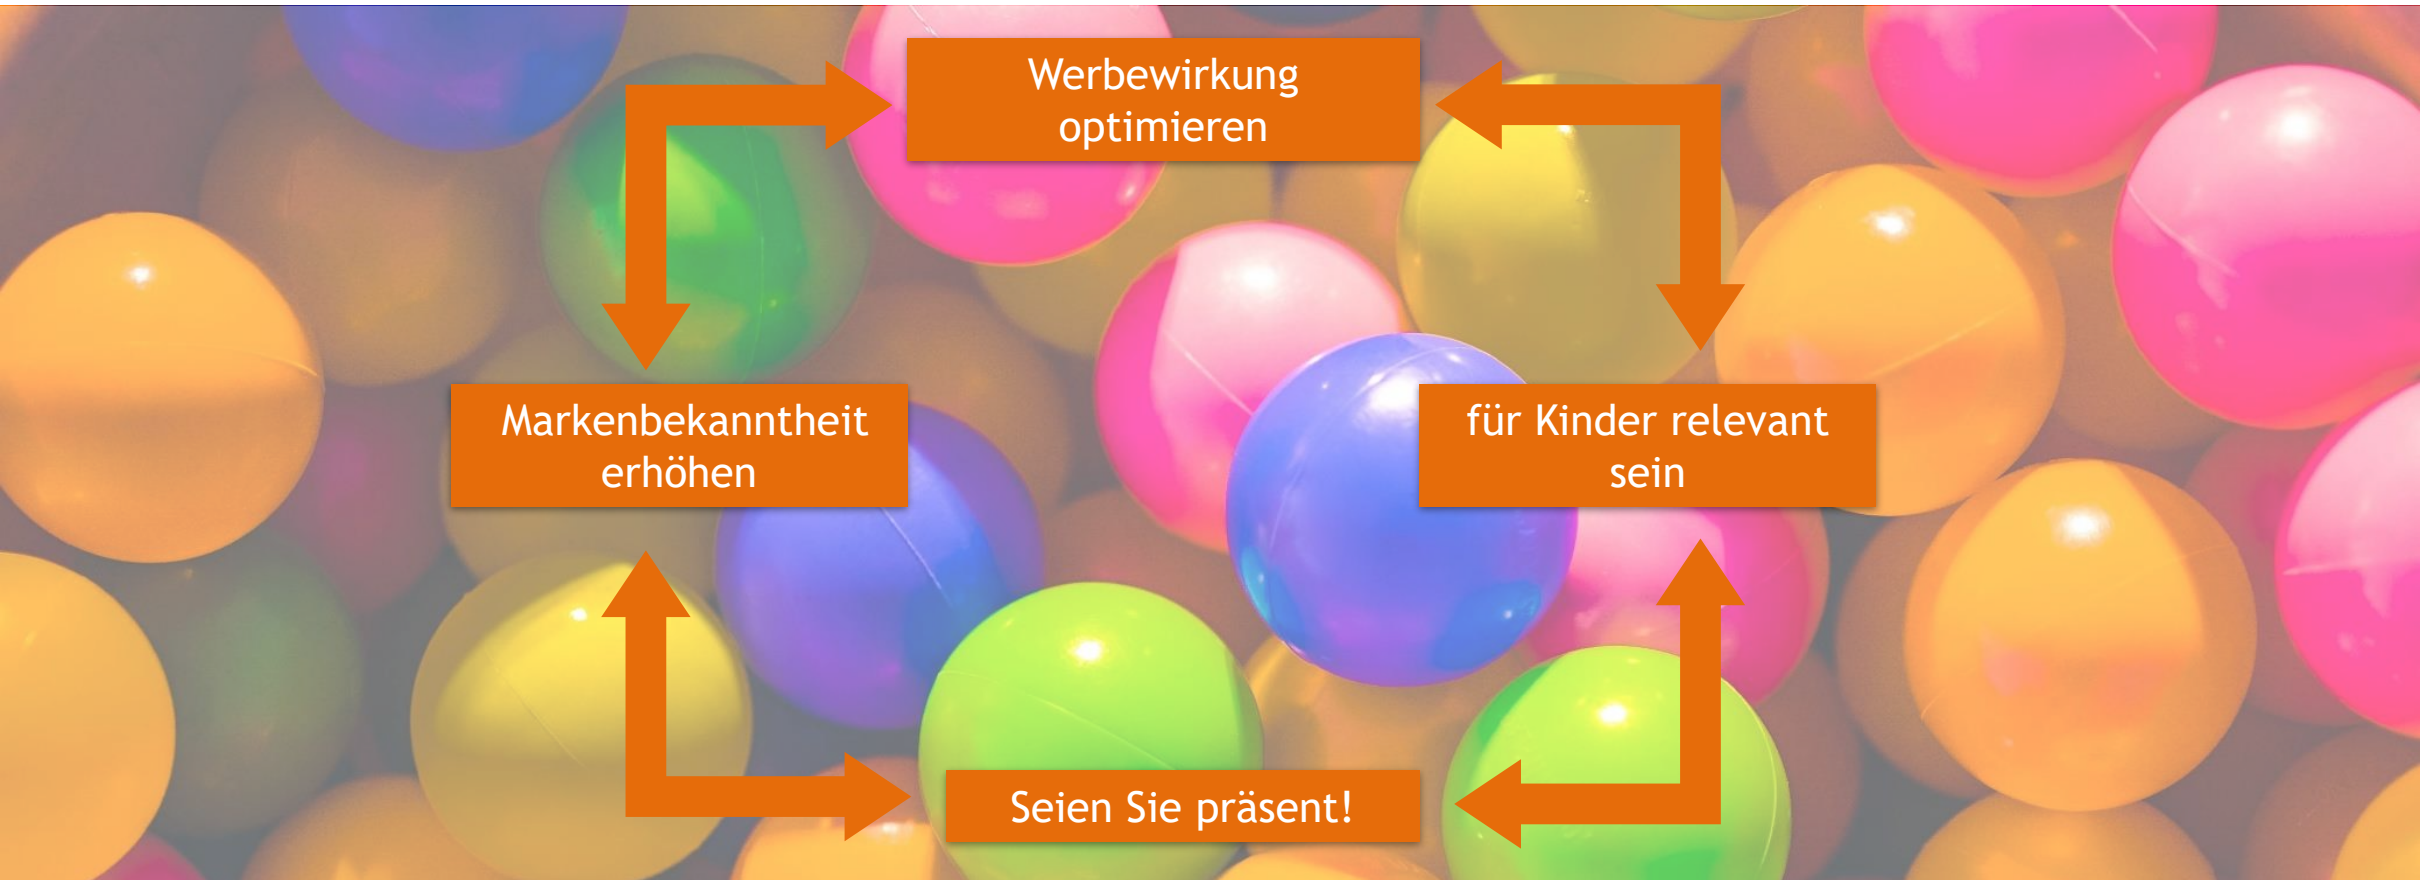 Werbewirkung
optimieren
Markenbekanntheit
erhöhen
für Kinder relevant
sein
Seien Sie präsent!